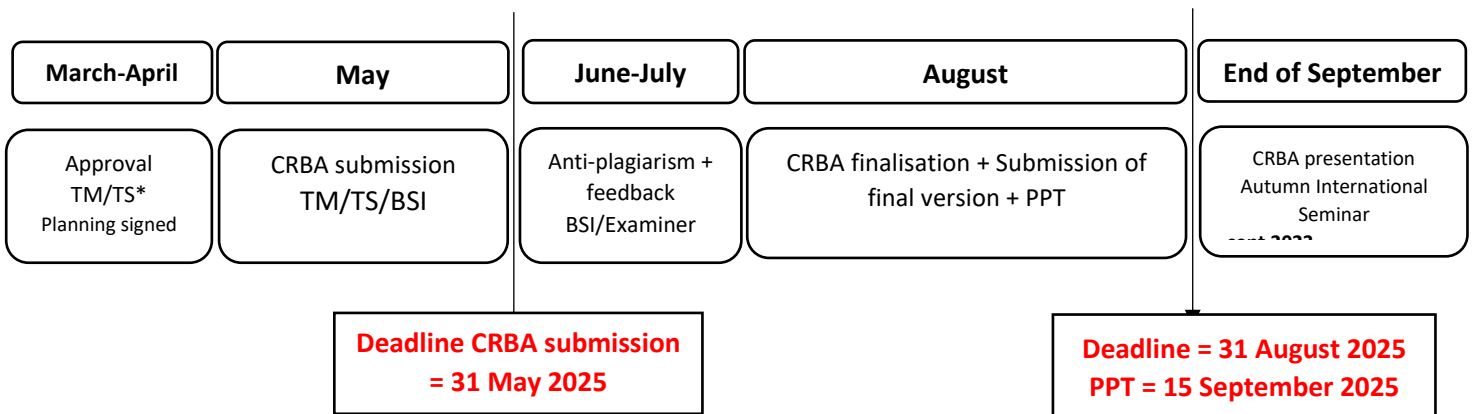 March-April
May
June-July
August
End of September
Approval
TM/TS*
Planning signed
CRBA submission
TM/TS/BSI
Anti-plagiarism +
feedback
BSI/Examiner
CRBA finalisation + Submission of
final version + PPT
CRBA presentation
Autumn International
Seminar
Deadline CRBA submission
= 31 May 2025
Deadline = 31 August 2025
PPT = 15 September 2025